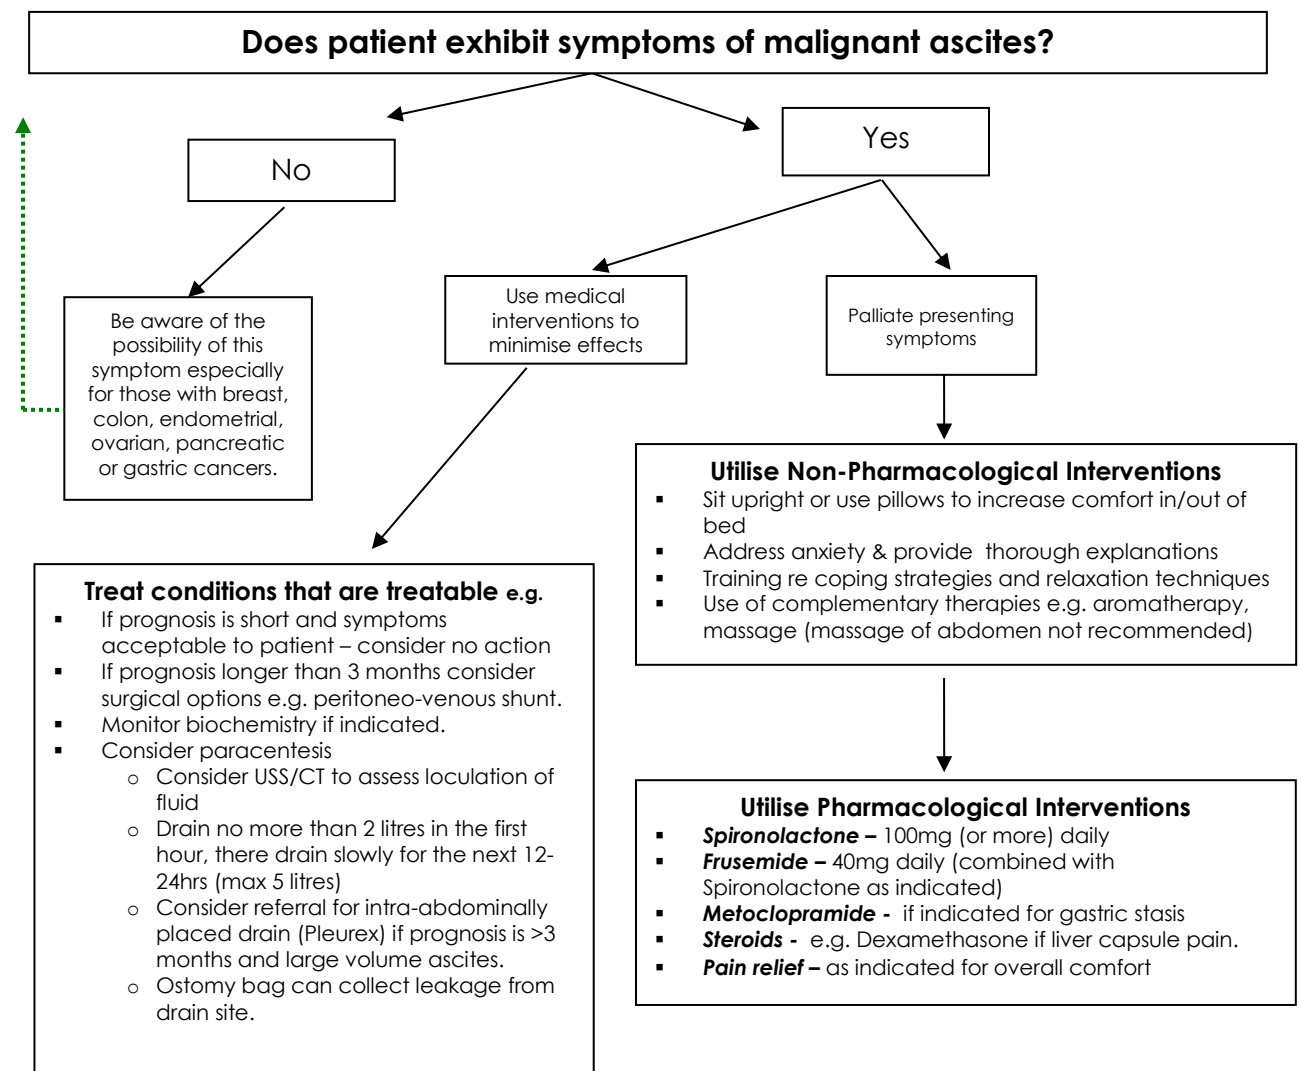 Does patient exhibit symptoms of malignant ascites?
No
Yes
Be aware of the
possibility of this
symptom especially
for those with breast,
colon, endometrial,
ovarian, pancreatic
or gastric cancers.
Use medical
interventions to
minimise effects
Palliate presenting
symptoms
Treat conditions that are treatable e.g.
▪ If prognosis is short and symptoms
acceptable to patient – consider no action
▪ If prognosis longer than 3 months consider
surgical options e.g. peritoneo-venous shunt.
▪ Monitor biochemistry if indicated.
▪ Consider paracentesis
o Consider USS/CT to assess loculation of
fluid
o Drain no more than 2 litres in the first
hour, there drain slowly for the next 12-
24hrs (max 5 litres)
o Consider referral for intra-abdominally
placed drain (Pleurex) if prognosis is >3
months and large volume ascites.
o Ostomy bag can collect leakage from
drain site.
Utilise Non-Pharmacological Interventions
▪ Sit upright or use pillows to increase comfort in/out of
bed
▪ Address anxiety & provide thorough explanations
▪ Training re coping strategies and relaxation techniques
▪ Use of complementary therapies e.g. aromatherapy,
massage (massage of abdomen not recommended)
Utilise Pharmacological Interventions
▪ Spironolactone – 100mg (or more) daily
▪ Frusemide – 40mg daily (combined with
Spironolactone as indicated)
▪ Metoclopramide - if indicated for gastric stasis
▪ Steroids - e.g. Dexamethasone if liver capsule pain.
▪ Pain relief – as indicated for overall comfort